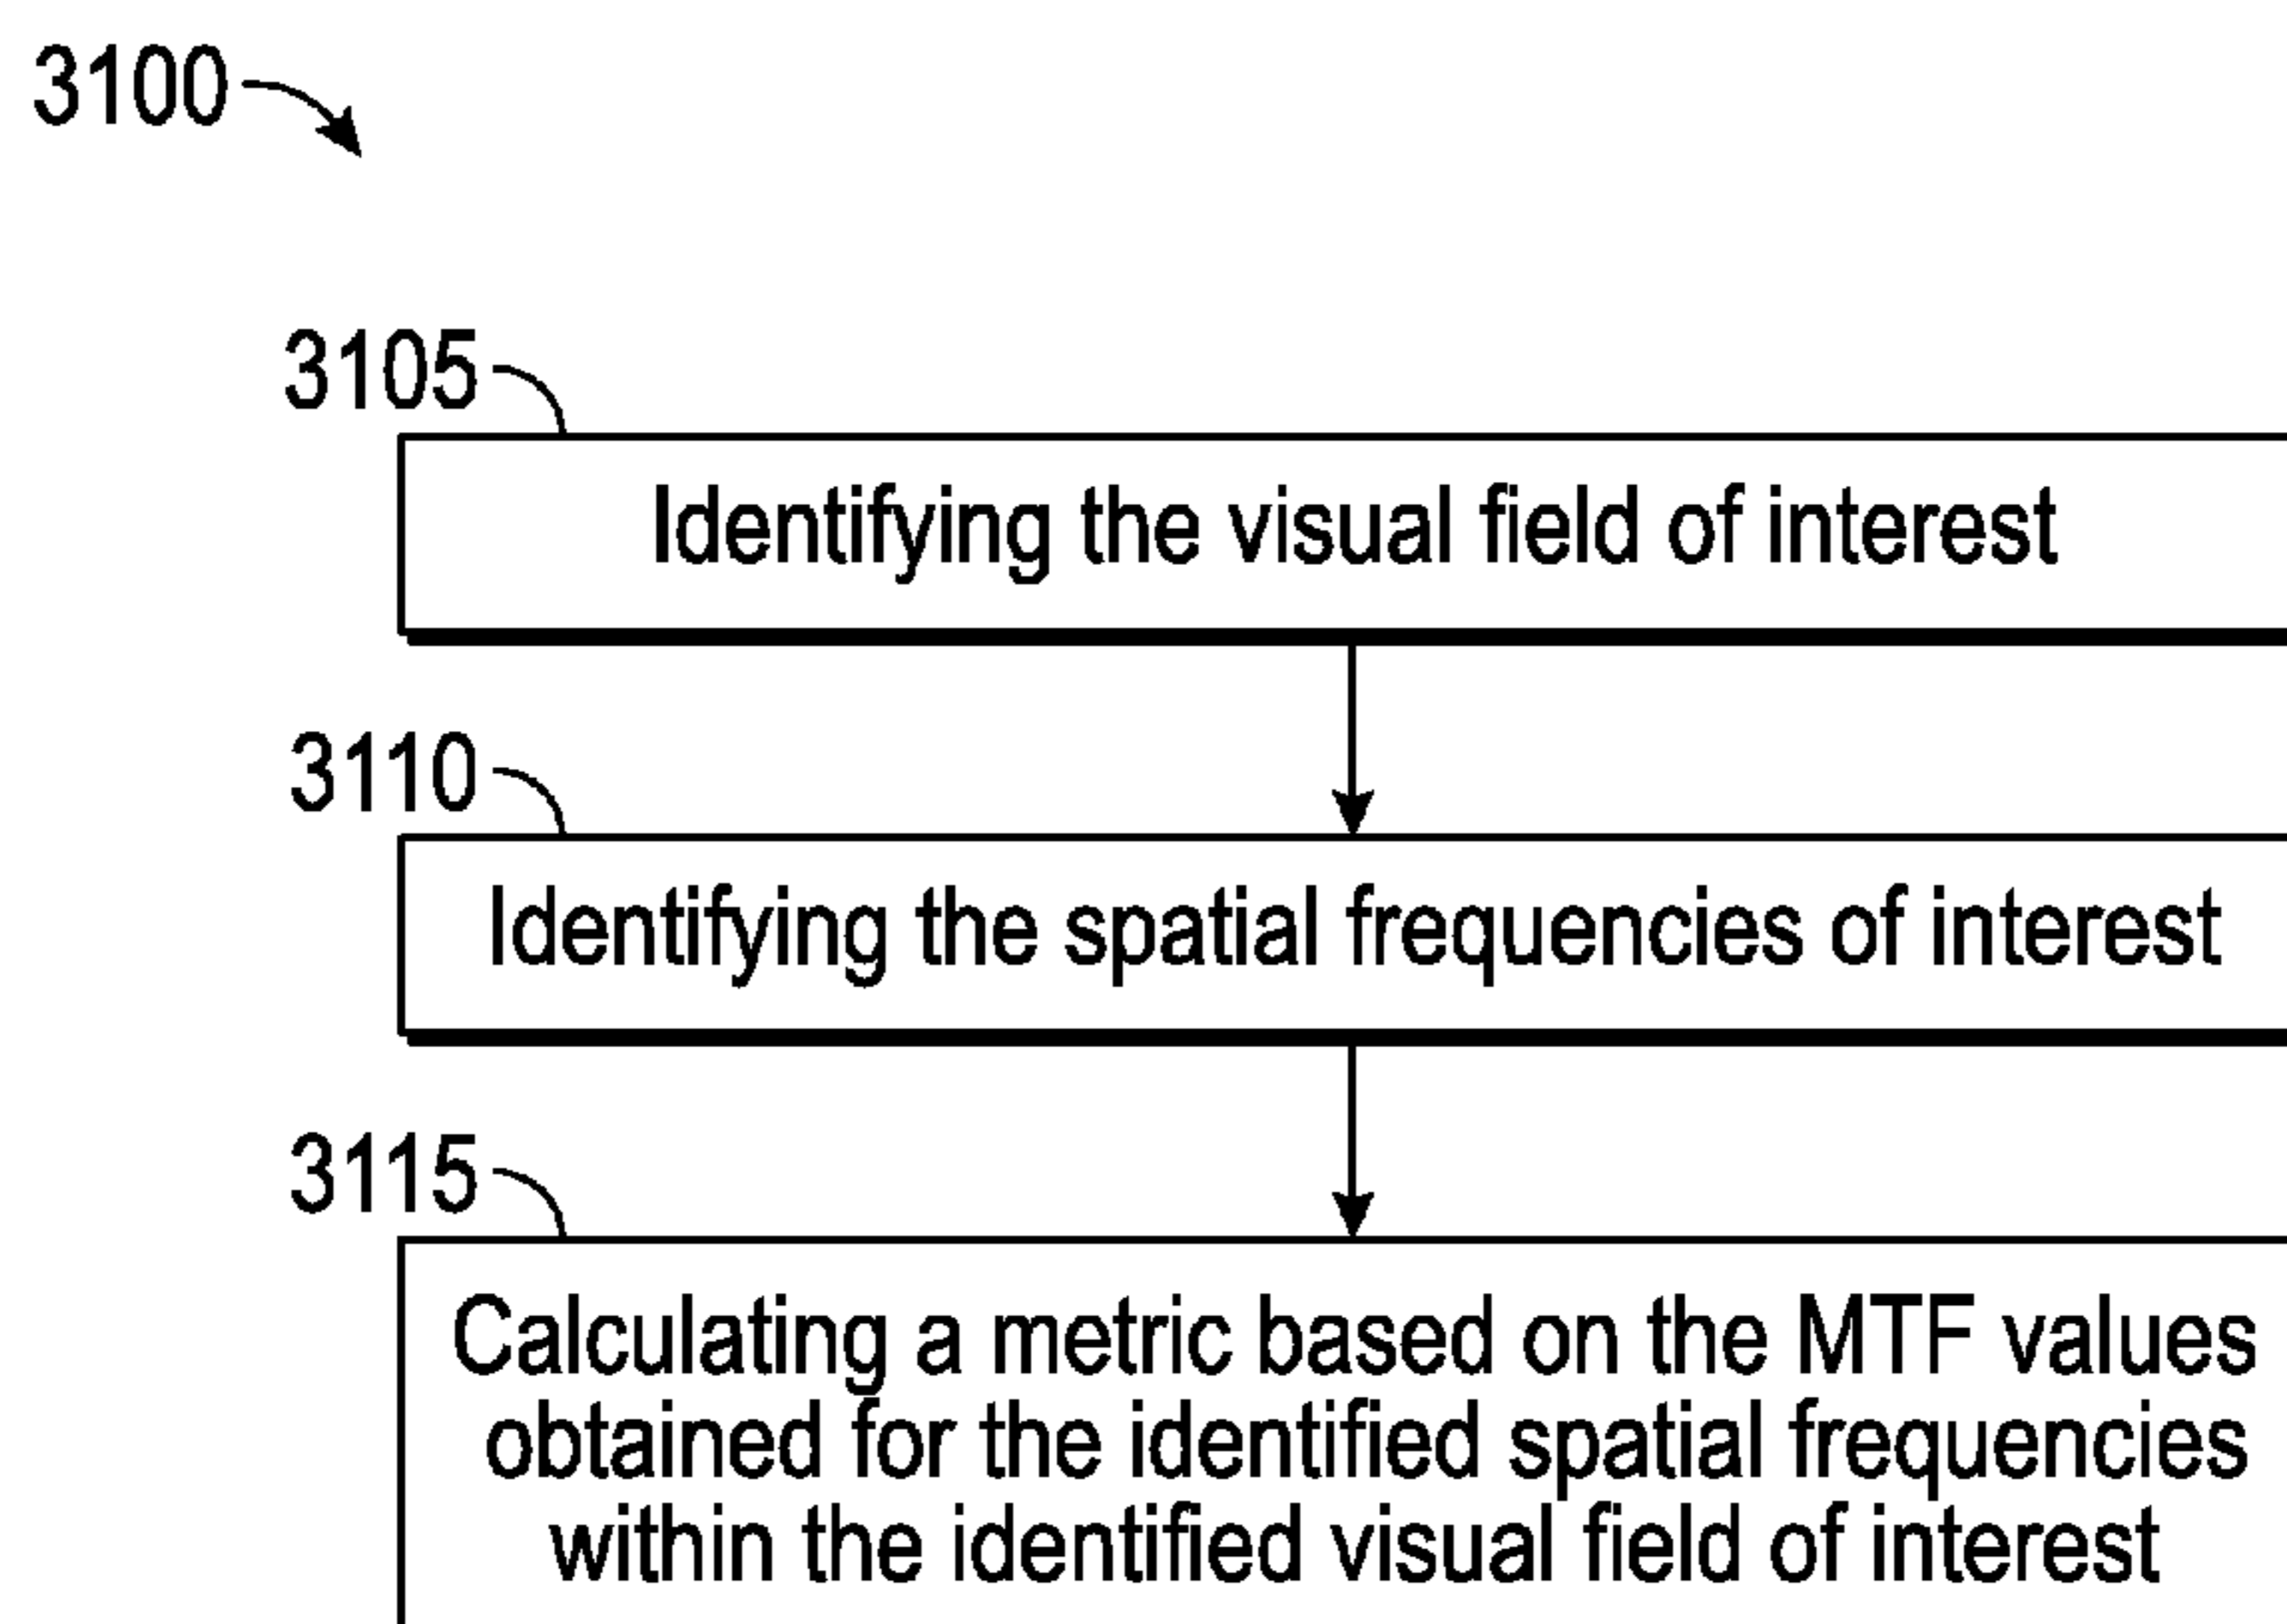 3100
3105
Identifying the visual field of interest
3110
Identifying the spatial frequencies of interest
3115
Calculating a metric based on the MTF values
obtained for the identified spatial frequencies
within the identified visual field of interest